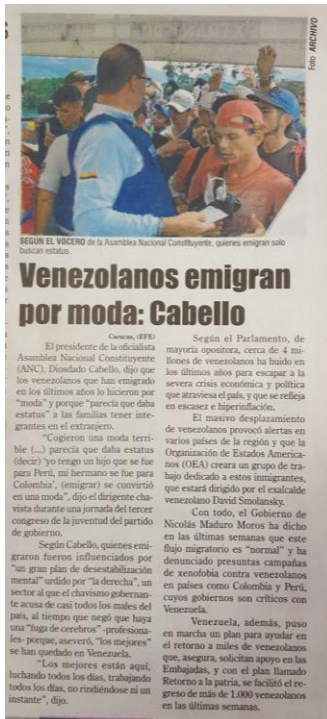 Foto ARCHIVO
SEGÚN EL VOCERO de la Asamblea Nacional Constituyente, quienes emigran solo
buscan estatus.
Venezolanos emigran
por moda: Cabello
Caracas, (EFE)
El presidente de la oficialista
Asamblea Nacional Constituyente
(ANC), Diosdado Cabello, dijo que
los venezolanos que han emigrado
en los últimos años lo hicieron por
"moda" y porque "parecía que daba
estatus" a las familias tener inte-
grantes en el extranjero.
"Cogieron una moda terri-
ble (...) parecía que daba estatus
(decir) 'yo tengo un hijo que se fue
para Perú, mi hermano se fue para
Colombia', (emigrar) se convirtió
en una moda", dijo el dirigente cha-
vista durante una jornada del tercer
congreso de la juventud del partido
de gobierno.
Según Cabello, quienes emi-
graron fueron influenciados por
"un gran plan de desestabilización
mental" urdido por "la derecha", un
sector al que el chavismo gobernan-
te acusa de casi todos los males del
país, al tiempo que negó que haya
una "fuga de cerebros" -profesiona-
les- porque, aseveró, "los mejores"
se han quedado en Venezuela.
"Los mejores están aquí,
luchando todos los días, trabajando
todos los días, no rindiéndose ni un
instante", dijo.
Según el Parlamento, de
mayoría opositora, cerca de 4 mi-
llones de venezolanos ha huido en
los últimos años para escapar a la
severa crisis económica y política
que atraviesa el país, y que se refleja
en escasez e hiperinflación.
El masivo desplazamiento
de venezolanos provocó alertas en
varios países de la región y que la
Organización de Estados America-
nos (OEA) creara un grupo de tra-
bajo dedicado a estos inmigrantes,
que estará dirigido por el exalcalde
venezolano David Smolansky.
Con todo, el Gobierno de
Nicolás Maduro Moros ha dicho
en las últimas semanas que este
flujo migratorio es "normal" y ha
denunciado presuntas campañas
de xenofobia contra venezolanos
en países como Colombia y Perú,
cuyos gobiernos son críticos con
Venezuela.
Venezuela, además, puso
en marcha un plan para ayudar en
el retorno a miles de venezolanos
que, asegura, solicitan apoyo en las
Embajadas, y con el plan llamado
Retorno a la patria, se facilitó el re-
greso de más de 1.000 venezolanos
en las últimas semanas.